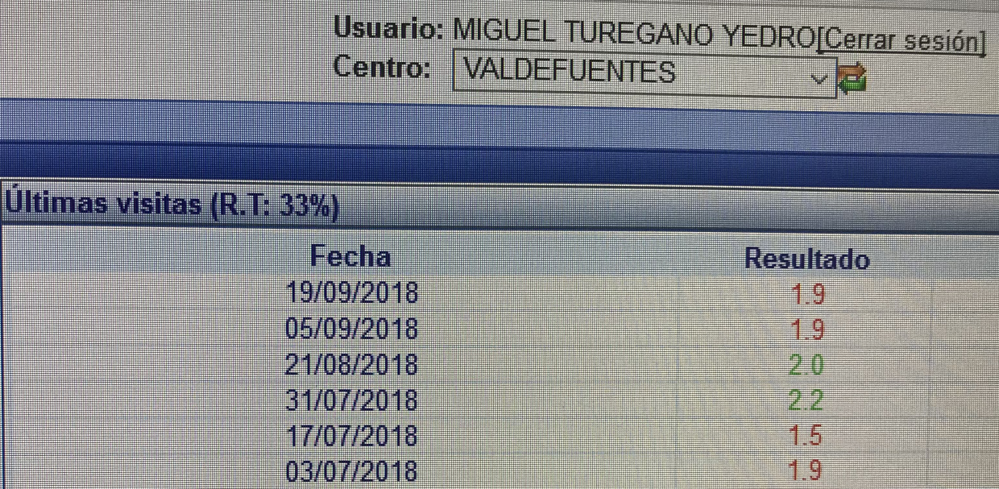 Usuario: MIGUEL TUREGANO YEDRO[Cerrar sesión]
Centro: VALDEFUENTES
Últimas visitas (R.T: 33%)
Fecha Resultado
19/09/2018 1.9
05/09/2018 1.9
21/08/2018 2.0
31/07/2018 2.2
17/07/2018 1.5
03/07/2018 1.9